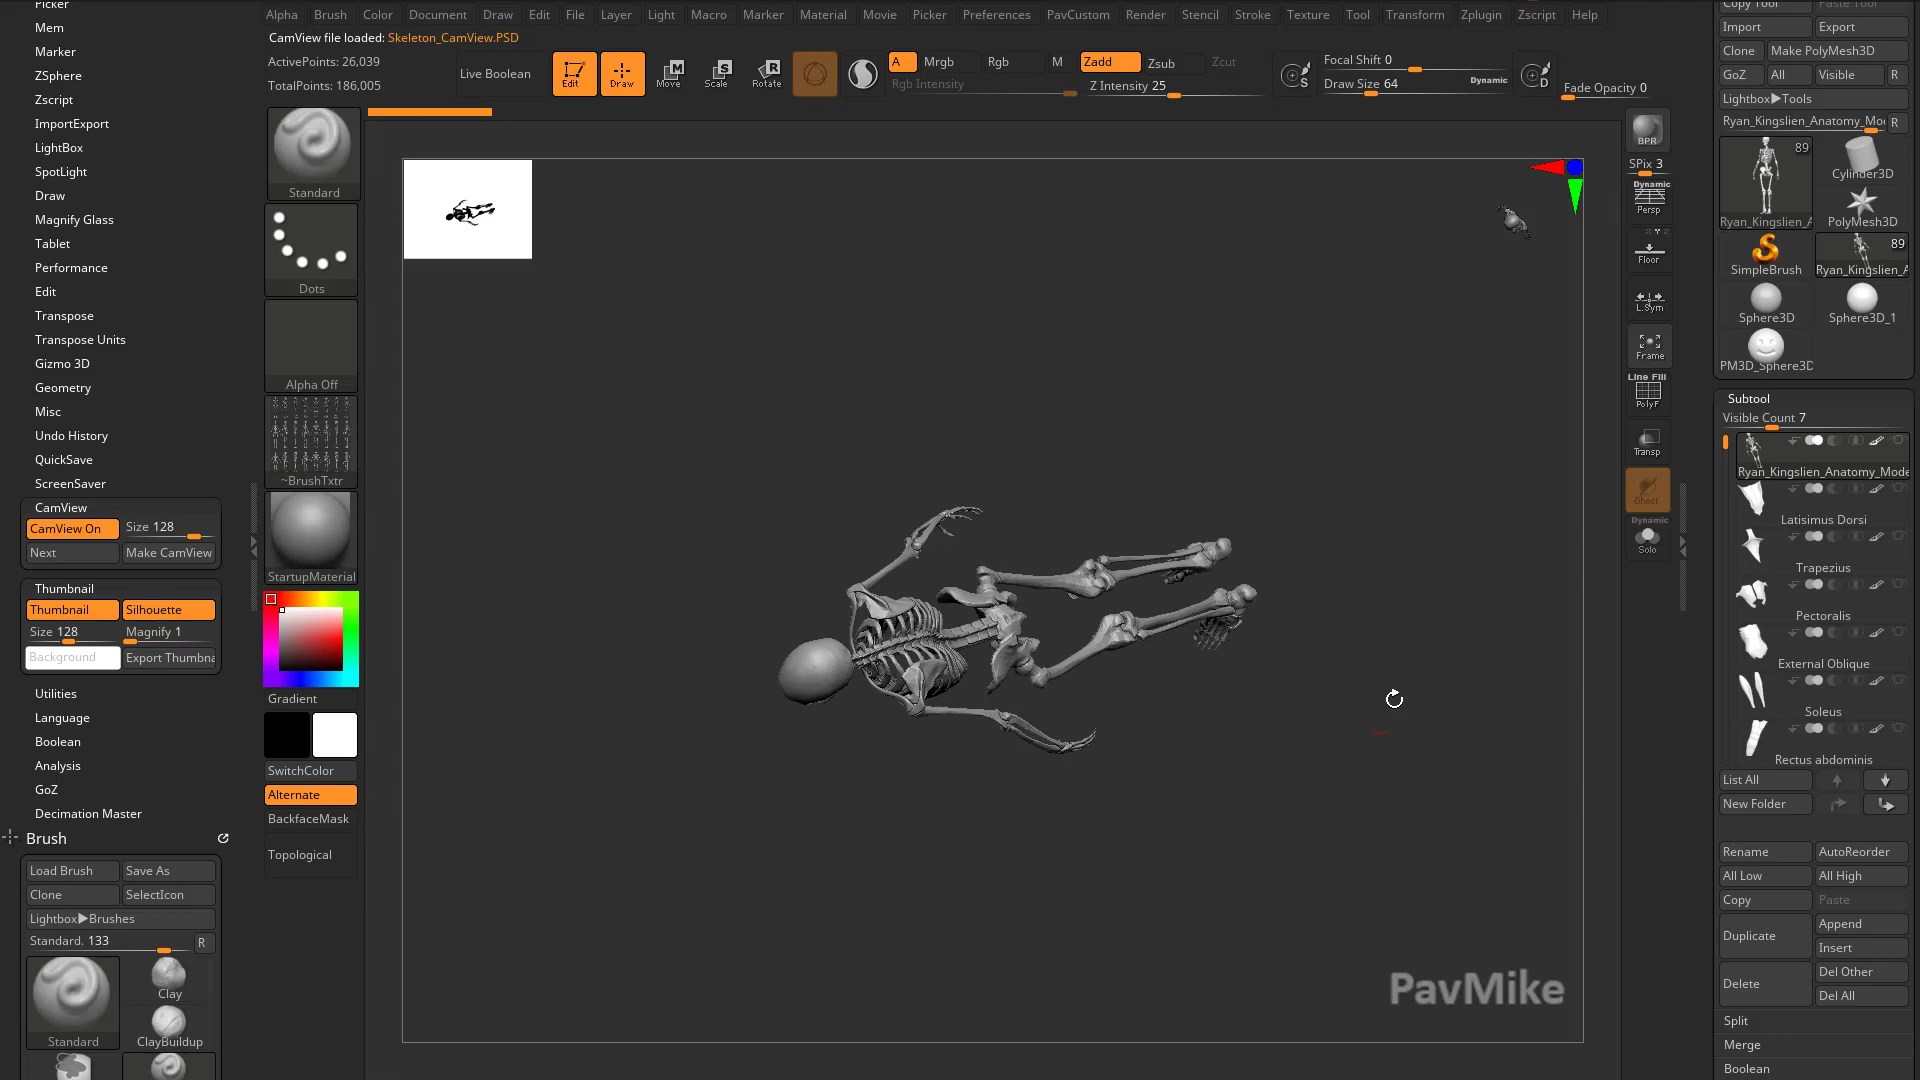 Picker
Mem
Marker
ZSphere
Zscript
ImportExport
LightBox
SpotLight
Draw
Magnify Glass
Tablet
Performance
Edit
Transpose
Transpose Units
Gizmo 3D
Geometry
Misc
Undo History
QuickSave
ScreenSaver
CamView
CamView On
Size 128
Next
Make CamView
Thumbnail
Thumbnail
Silhouette
Size 128
Magnify 1
Background
Export Thumbna
Utilities
Language
Boolean
Analysis
GoZ
Decimation Master
Brush
Load Brush
Save As
Clone
SelectIcon
Lightbox▶Brushes
Standard. 133
R
Clay
Standard
ClayBuildup
Alpha Brush Color Document Draw Edit File Layer Light Macro Marker Material Movie Picker Preferences PavCustom Render Stencil Stroke Texture Tool Transform Zplugin Zscript Help
CamView file loaded: Skeleton_CamView.PSD
ActivePoints: 26,039
TotalPoints: 186,005
Live Boolean
Edit
Draw
M
Move
S
Scale
R
Rotate
A
Mrgb
Rgb
M
Zadd
Zsub
Zcut
Rgb Intensity
Z Intensity 25
S
Focal Shift 0
Draw Size 64
Dynamic
D
Fade Opacity 0
Standard
Dots
Alpha Off
~BrushTxtr
StartupMaterial
Gradient
SwitchColor
Alternate
BackfaceMask
Topological
PavMike
BPR
SPix 3
Dynamic
Persp
Floor
L.Sym
Frame
Line Fill
PolyF
Transp
Ghost
Dynamic
Solo
Copy Tool
Paste Tool
Import
Export
Clone
Make PolyMesh3D
GoZ
All
Visible
R
Lightbox▶Tools
Ryan_Kingslien_Anatomy_Mo
R
89
Cylinder3D
Ryan_Kingslien_A
PolyMesh3D
SimpleBrush
89
Ryan_Kingslien_A
Sphere3D
Sphere3D_1
PM3D_Sphere3D
Subtool
Visible Count 7
Ryan_Kingslien_Anatomy_Mode
Latisimus Dorsi
Trapezius
Pectoralis
External Oblique
Soleus
Rectus abdominis
List All
New Folder
Rename
AutoReorder
All Low
All High
Copy
Paste
Duplicate
Append
Insert
Delete
Del Other
Del All
Split
Merge
Boolean